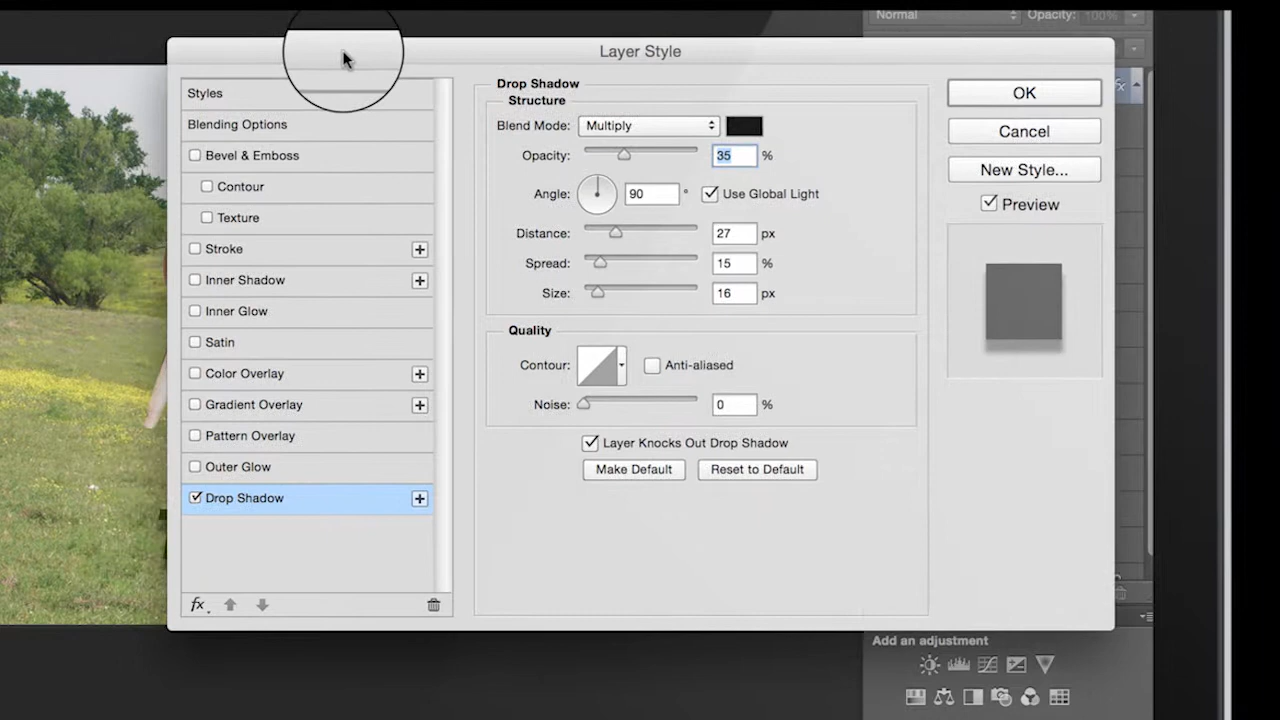 Normal Opacity: 100%
Layer Style
Styles
Blending Options
Bevel & Emboss
Contour
Texture
Stroke
Inner Shadow
Inner Glow
Satin
Color Overlay
Gradient Overlay
Pattern Overlay
Outer Glow
Drop Shadow
fx
Drop Shadow
Structure
Blend Mode: Multiply
Opacity: 35 %
Angle: 90 ° Use Global Light
Distance: 27 px
Spread: 15 %
Size: 16 px
Quality
Contour: Anti-aliased
Noise: 0 %
Layer Knocks Out Drop Shadow
Make Default Reset to Default
OK
Cancel
New Style...
Preview
fx
Add an adjustment